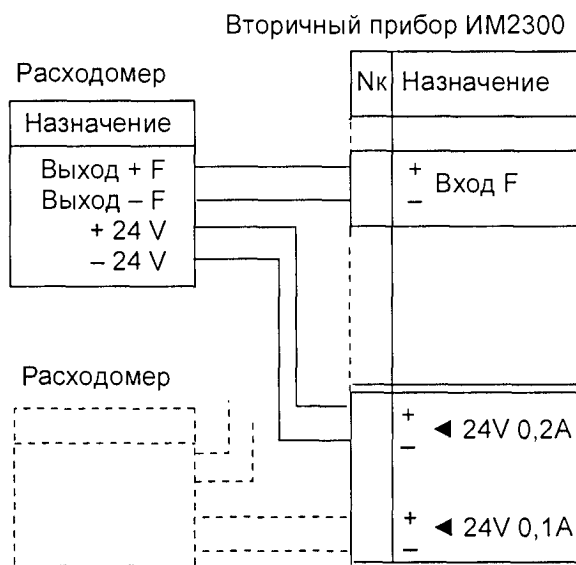 Вторичный прибор ИМ2300
Расходомер
Nк Назначение
Назначение
Выход + F
Выход – F
+ 24 V
– 24 V
+
– Вход F
Расходомер
+
– ◄ 24V 0,2A
+
– ◄ 24V 0,1A